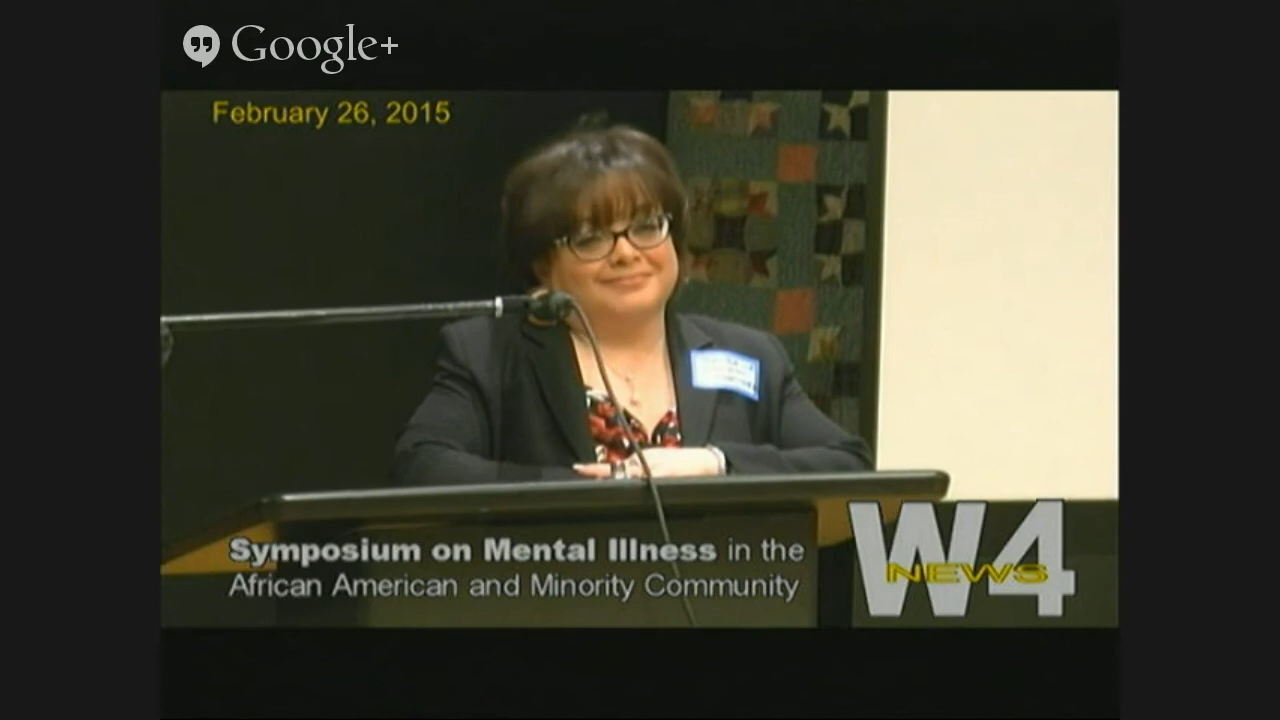 Google+
February 26, 2015
Symposium on Mental Illness in the
African American and Minority Community
W4
NEWS